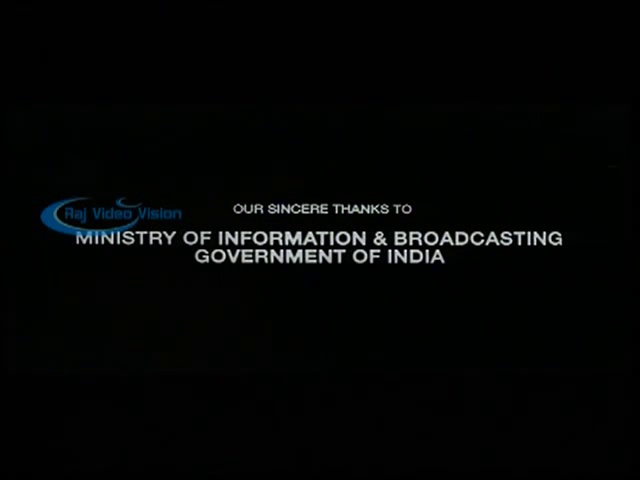 OUR SINCERE THANKS TO
Raj Video Vision
MINISTRY OF INFORMATION & BROADCASTING
GOVERNMENT OF INDIA